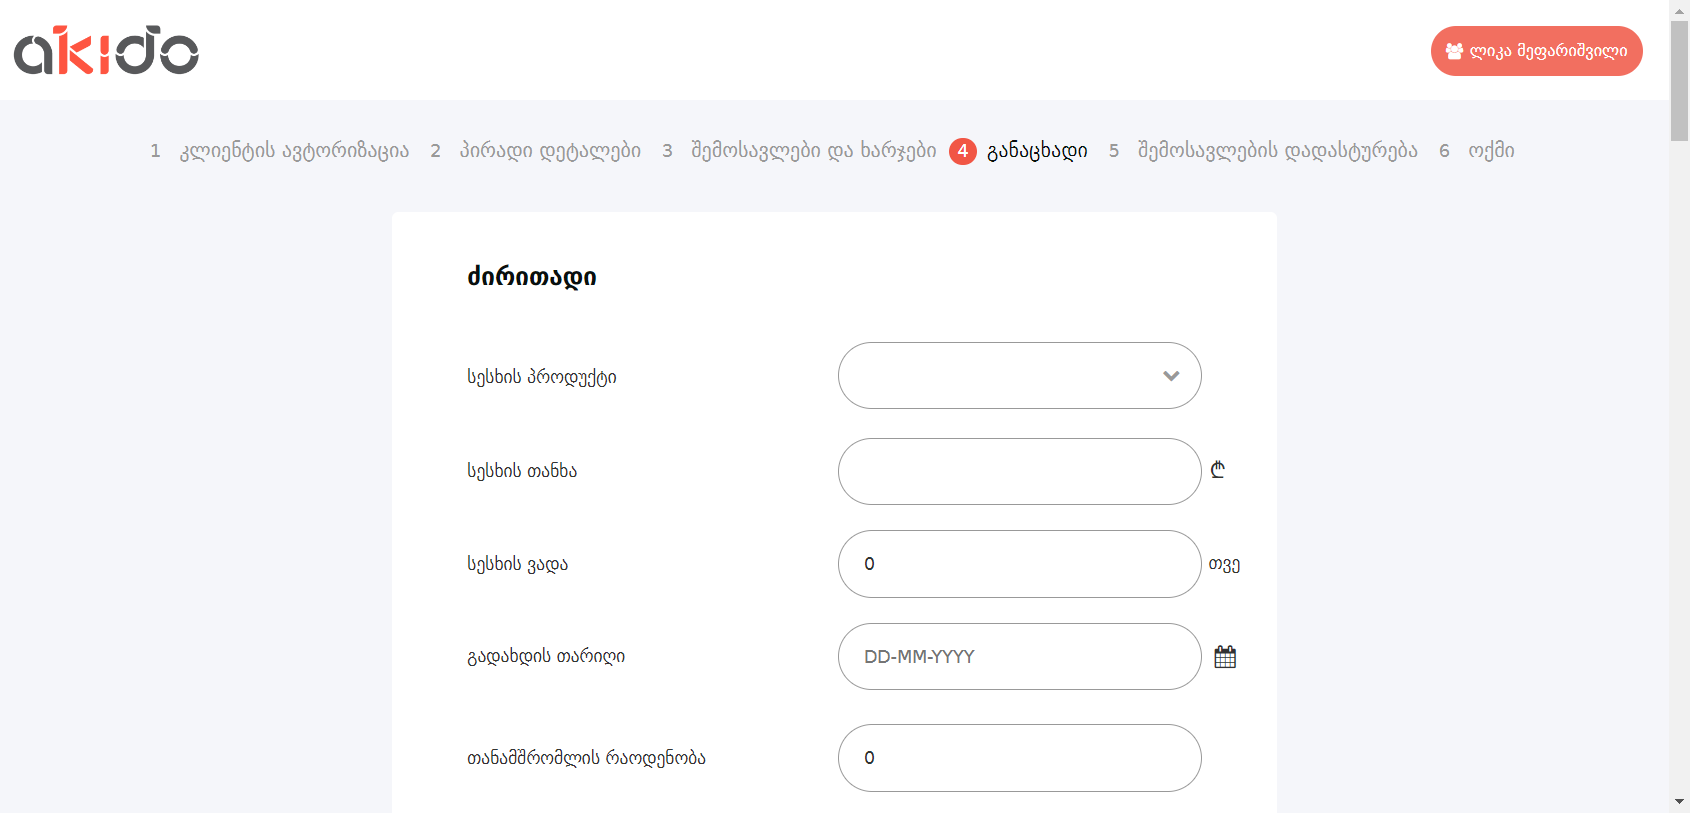 akido
ლიკა მეფარიშვილი
1 კლიენტის ავტორიზაცია 2 პირადი დეტალები 3 შემოსავლები და ხარჯები 4 განაცხადი 5 შემოსავლების დადასტურება 6 ოქმი
ძირითადი
სესხის პროდუქტი
სესხის თანხა ₾
სესხის ვადა 0 თვე
გადახდის თარიღი DD-MM-YYYY
თანამშრომლის რაოდენობა 0